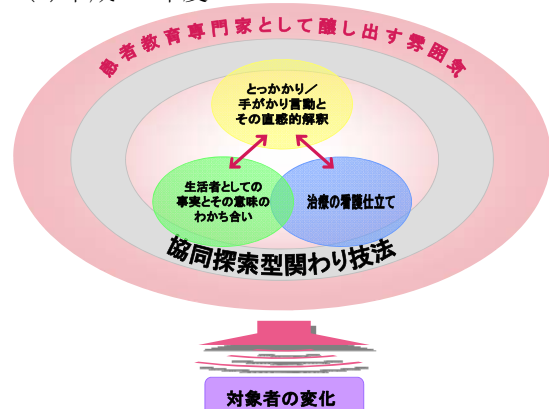 患者教育専門家として醸し出す雰囲気
とっかかり／
手がかり言動と
その直感的解釈
生活者としての
事実とその意味の
わかち合い
治療の看護仕立て
協同探索型関わり技法
対象者の変化